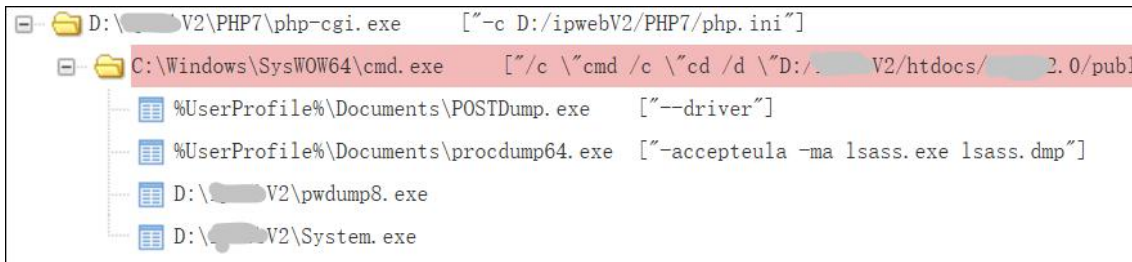 D:\ V2\PHP7\php-cgi.exe ["-c D:/ipwebV2/PHP7/php.ini"]
C:\Windows\SysWOW64\cmd.exe ["/c \"cmd /c \"cd /d \"D:/ V2/htdocs/ 2.0/publ
%UserProfile%\Documents\POSTDump.exe ["--driver"]
%UserProfile%\Documents\procdump64.exe ["-accepteula -ma lsass.exe lsass.dmp"]
D:\ V2\pwdump8.exe
D:\ V2\System.exe